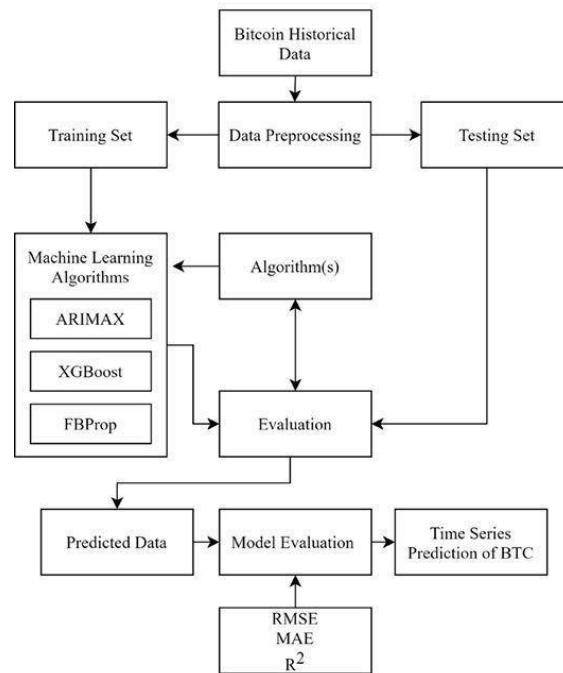 Bitcoin Historical
Data
Training Set
Data Preprocessing
Testing Set
Machine Learning
Algorithms
ARIMAX
XGBoost
FBProp
Algorithm(s)
Evaluation
Predicted Data
Model Evaluation
Time Series
Prediction of BTC
RMSE
MAE
R²